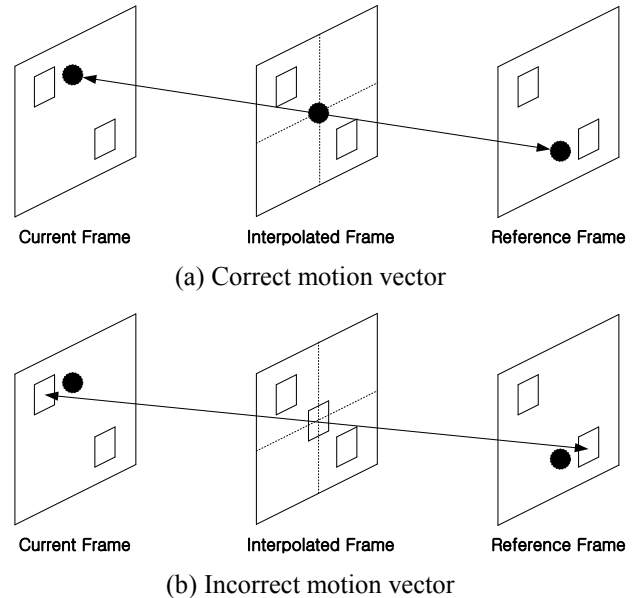 Current Frame Interpolated Frame Reference Frame
(a) Correct motion vector
Current Frame Interpolated Frame Reference Frame
(b) Incorrect motion vector